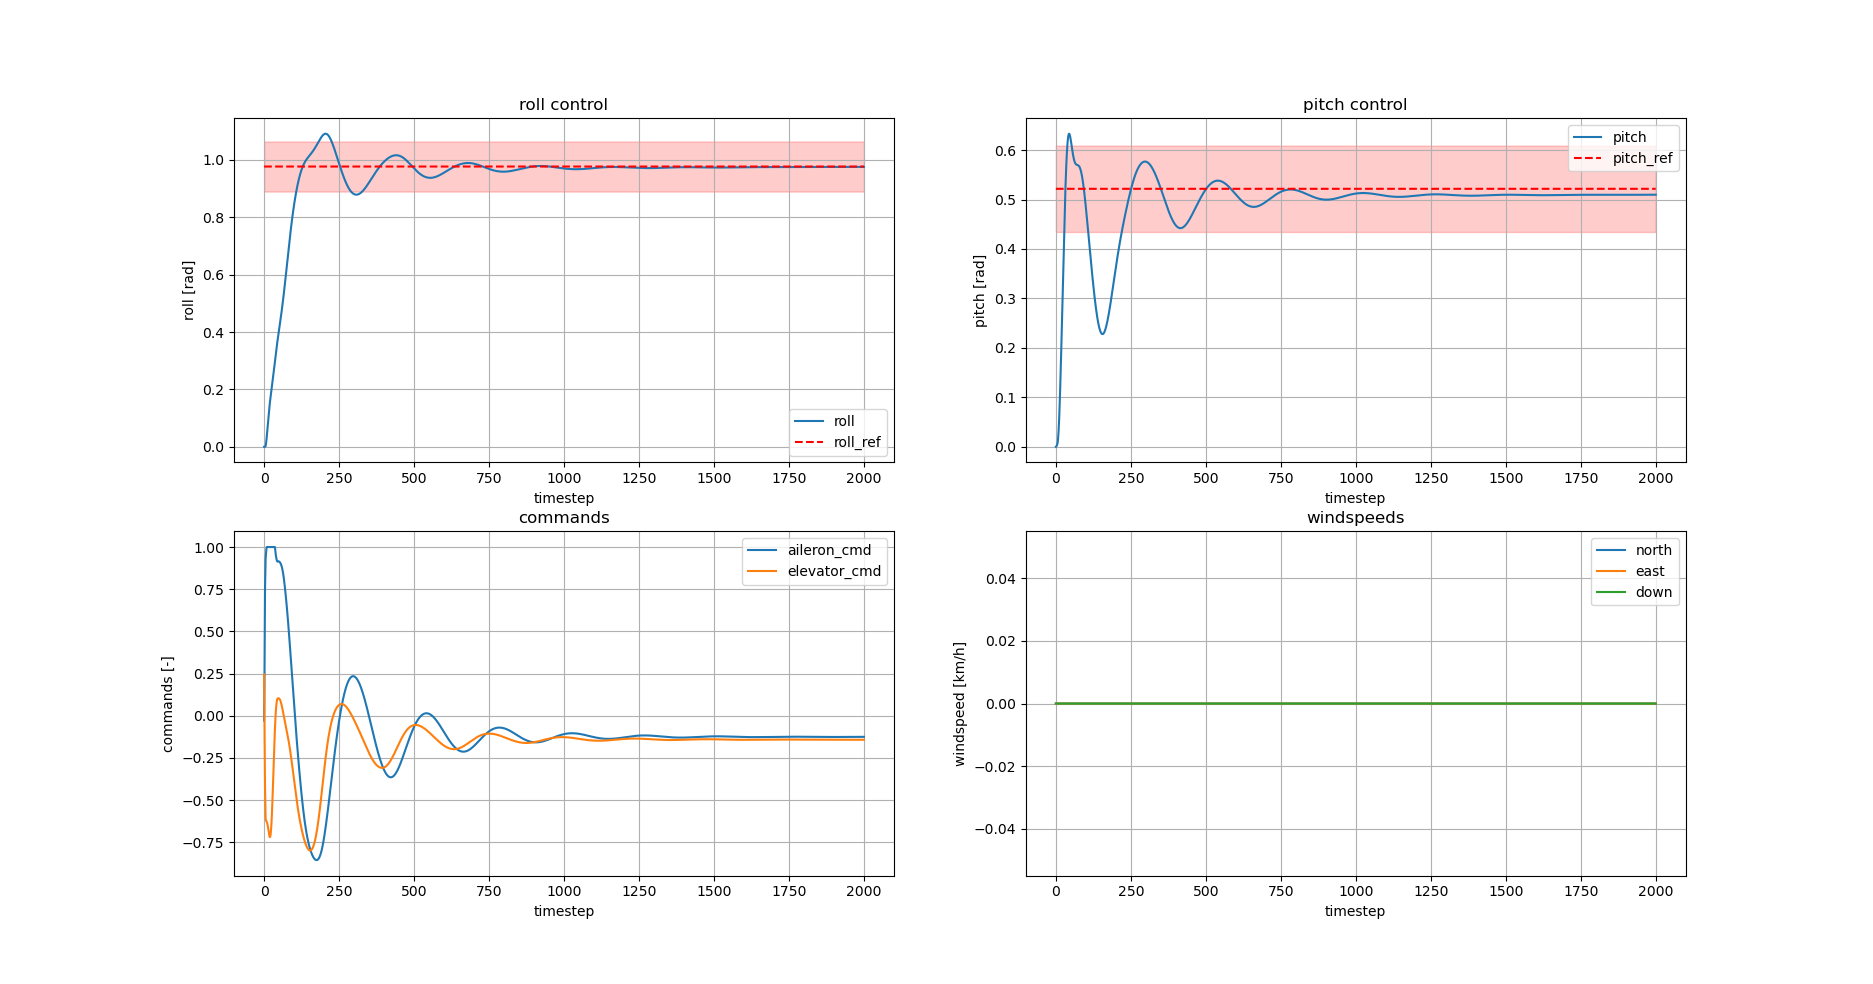 roll control
roll [rad]
1.0
0.8
0.6
0.4
0.2
0.0
roll
roll_ref
0 250 500 750 1000 1250 1500 1750 2000
timestep
pitch control
pitch [rad]
0.6
0.5
0.4
0.3
0.2
0.1
0.0
pitch
pitch_ref
0 250 500 750 1000 1250 1500 1750 2000
timestep
commands
commands [-]
1.00
0.75
0.50
0.25
0.00
−0.25
−0.50
−0.75
aileron_cmd
elevator_cmd
0 250 500 750 1000 1250 1500 1750 2000
timestep
windspeeds
windspeed [km/h]
0.04
0.02
0.00
−0.02
−0.04
north
east
down
0 250 500 750 1000 1250 1500 1750 2000
timestep